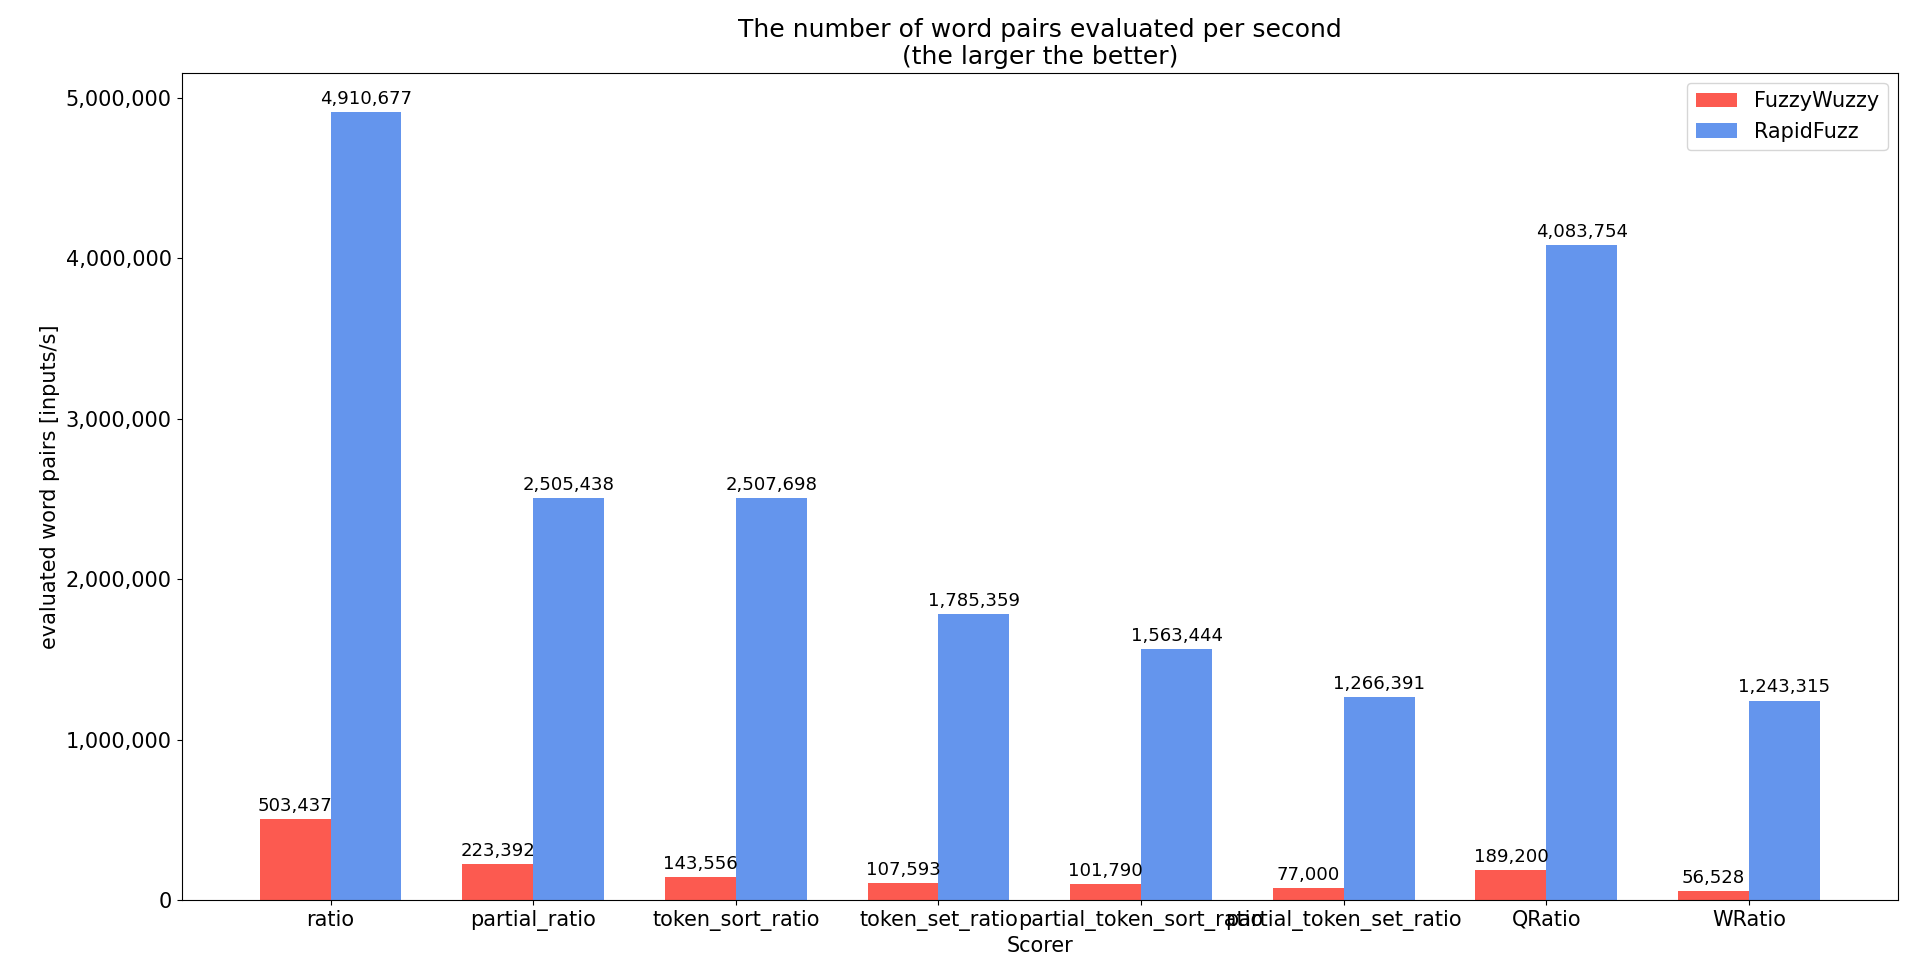 The number of word pairs evaluated per second
(the larger the better)
FuzzyWuzzy
RapidFuzz
evaluated word pairs [inputs/s]
5,000,000
4,000,000
3,000,000
2,000,000
1,000,000
0
503,437
4,910,677
223,392
2,505,438
143,556
2,507,698
107,593
1,785,359
101,790
1,563,444
77,000
1,266,391
189,200
4,083,754
56,528
1,243,315
ratio
partial_ratio
token_sort_ratio
token_set_ratio
partial_token_sort_ratio
partial_token_set_ratio
QRatio
WRatio
Scorer